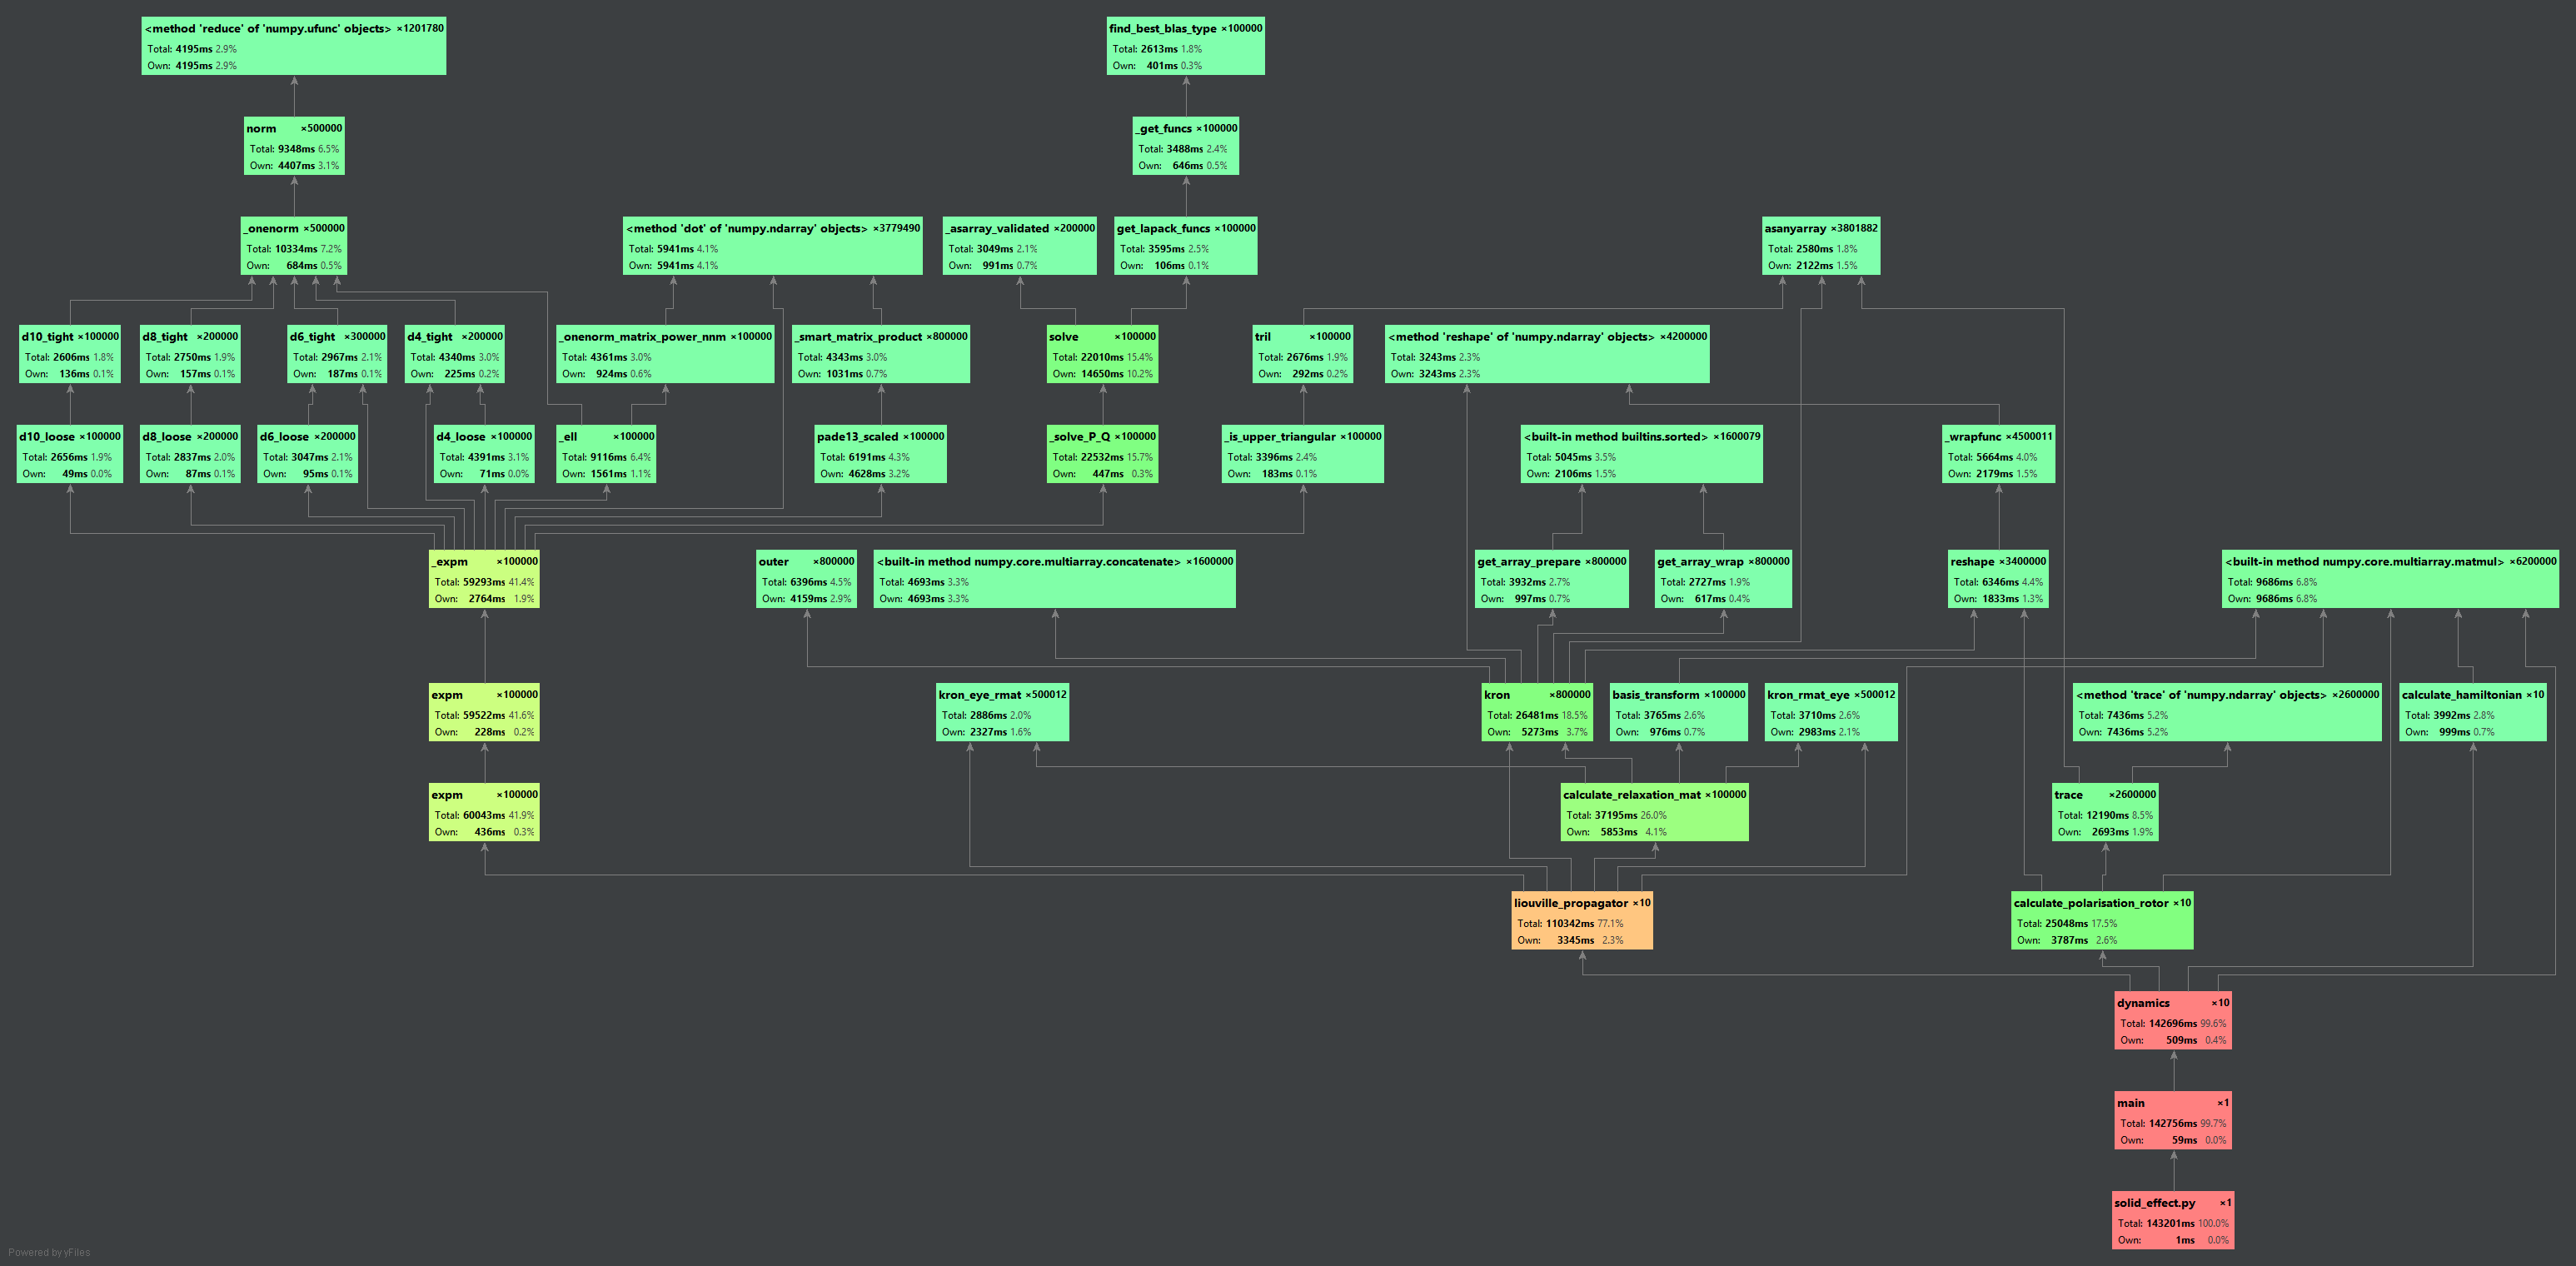 <method 'reduce' of 'numpy.ufunc' objects> ×1201780
Total: 4195ms 2.9%
Own: 4195ms 2.9%
find_best_blas_type ×100000
Total: 2613ms 1.8%
Own: 401ms 0.3%
norm ×500000
Total: 9348ms 6.5%
Own: 4407ms 3.1%
_get_funcs ×100000
Total: 3488ms 2.4%
Own: 646ms 0.5%
_onenorm ×500000
Total: 10334ms 7.2%
Own: 684ms 0.5%
<method 'dot' of 'numpy.ndarray' objects> ×3779490
Total: 5941ms 4.1%
Own: 5941ms 4.1%
_asarray_validated ×200000
Total: 3049ms 2.1%
Own: 991ms 0.7%
get_lapack_funcs ×100000
Total: 3595ms 2.5%
Own: 106ms 0.1%
asanyarray ×3801882
Total: 2580ms 1.8%
Own: 2122ms 1.5%
d10_tight ×100000
Total: 2606ms 1.8%
Own: 136ms 0.1%
d8_tight ×200000
Total: 2750ms 1.9%
Own: 157ms 0.1%
d6_tight ×300000
Total: 2967ms 2.1%
Own: 187ms 0.1%
d4_tight ×200000
Total: 4340ms 3.0%
Own: 225ms 0.2%
_onenorm_matrix_power_nnm ×100000
Total: 4361ms 3.0%
Own: 924ms 0.6%
_smart_matrix_product ×800000
Total: 4343ms 3.0%
Own: 1031ms 0.7%
solve ×100000
Total: 22010ms 15.4%
Own: 14650ms 10.2%
tril ×100000
Total: 2676ms 1.9%
Own: 292ms 0.2%
<method 'reshape' of 'numpy.ndarray' objects> ×4200000
Total: 3243ms 2.3%
Own: 3243ms 2.3%
d10_loose ×100000
Total: 2656ms 1.9%
Own: 49ms 0.0%
d8_loose ×200000
Total: 2837ms 2.0%
Own: 87ms 0.1%
d6_loose ×200000
Total: 3047ms 2.1%
Own: 95ms 0.1%
d4_loose ×100000
Total: 4391ms 3.1%
Own: 71ms 0.0%
_ell ×100000
Total: 9116ms 6.4%
Own: 1561ms 1.1%
pade13_scaled ×100000
Total: 6191ms 4.3%
Own: 4628ms 3.2%
_solve_P_Q ×100000
Total: 22532ms 15.7%
Own: 447ms 0.3%
_is_upper_triangular ×100000
Total: 3396ms 2.4%
Own: 183ms 0.1%
<built-in method builtins.sorted> ×1600079
Total: 5045ms 3.5%
Own: 2106ms 1.5%
_wrapfunc ×4500011
Total: 5664ms 4.0%
Own: 2179ms 1.5%
_expm ×100000
Total: 59293ms 41.4%
Own: 2764ms 1.9%
outer ×800000
Total: 6396ms 4.5%
Own: 4159ms 2.9%
<built-in method numpy.core.multiarray.concatenate> ×1600000
Total: 4693ms 3.3%
Own: 4693ms 3.3%
get_array_prepare ×800000
Total: 3932ms 2.7%
Own: 997ms 0.7%
get_array_wrap ×800000
Total: 2727ms 1.9%
Own: 617ms 0.4%
reshape ×3400000
Total: 6346ms 4.4%
Own: 1833ms 1.3%
<built-in method numpy.core.multiarray.matmul> ×6200000
Total: 9686ms 6.8%
Own: 9686ms 6.8%
expm ×100000
Total: 59522ms 41.6%
Own: 228ms 0.2%
kron_eye_rmat ×500012
Total: 2886ms 2.0%
Own: 2327ms 1.6%
kron ×800000
Total: 26481ms 18.5%
Own: 5273ms 3.7%
basis_transform ×100000
Total: 3765ms 2.6%
Own: 976ms 0.7%
kron_rmat_eye ×500012
Total: 3710ms 2.6%
Own: 2983ms 2.1%
<method 'trace' of 'numpy.ndarray' objects> ×2600000
Total: 7436ms 5.2%
Own: 7436ms 5.2%
calculate_hamiltonian ×10
Total: 3992ms 2.8%
Own: 999ms 0.7%
expm ×100000
Total: 60043ms 41.9%
Own: 436ms 0.3%
calculate_relaxation_mat ×100000
Total: 37195ms 26.0%
Own: 5853ms 4.1%
trace ×2600000
Total: 12190ms 8.5%
Own: 2693ms 1.9%
liouville_propagator ×10
Total: 110342ms 77.1%
Own: 3345ms 2.3%
calculate_polarisation_rotor ×10
Total: 25048ms 17.5%
Own: 3787ms 2.6%
dynamics ×10
Total: 142696ms 99.6%
Own: 509ms 0.4%
main ×1
Total: 142756ms 99.7%
Own: 59ms 0.0%
solid_effect.py ×1
Total: 143201ms 100.0%
Own: 1ms 0.0%
Powered by yFiles